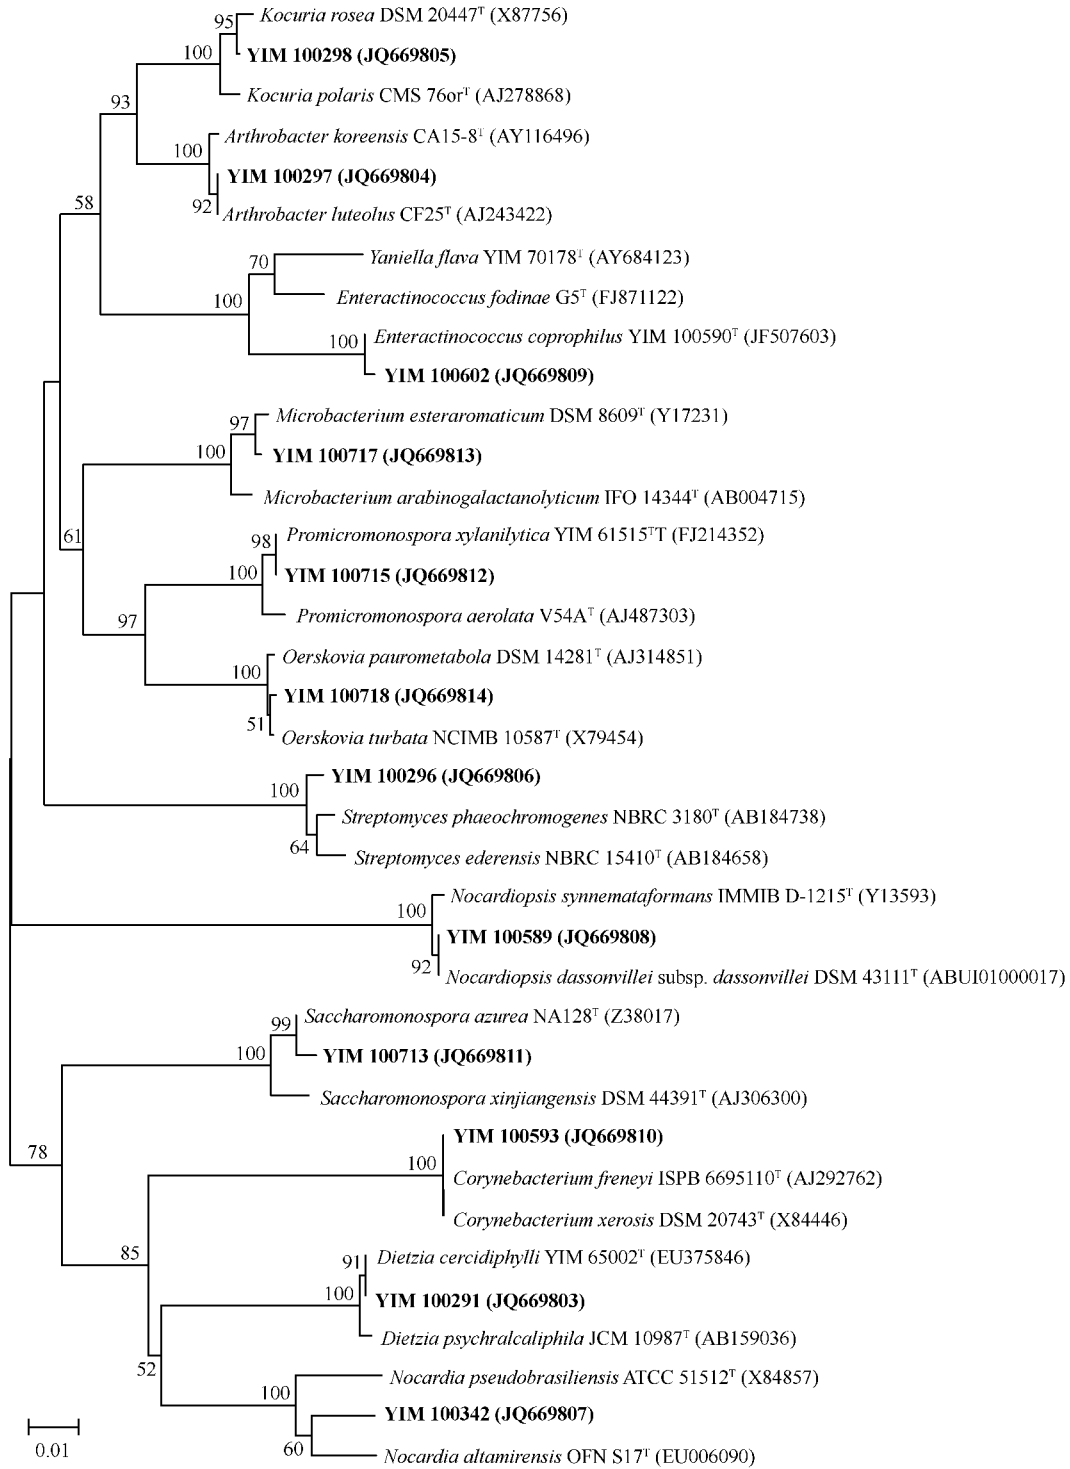 95
Kocuria rosea DSM 20447ᵀ (X87756)
100
YIM 100298 (JQ669805)
Kocuria polaris CMS 76orᵀ (AJ278868)
93
Arthrobacter koreensis CA15-8ᵀ (AY116496)
100
YIM 100297 (JQ669804)
92
Arthrobacter luteolus CF25ᵀ (AJ243422)
58
70
Yaniella flava YIM 70178ᵀ (AY684123)
100
Enteractinococcus fodinae G5ᵀ (FJ871122)
100
Enteractinococcus coprophilus YIM 100590ᵀ (JF507603)
YIM 100602 (JQ669809)
97
Microbacterium esteraromaticum DSM 8609ᵀ (Y17231)
100
YIM 100717 (JQ669813)
Microbacterium arabinogalactanolyticum IFO 14344ᵀ (AB004715)
61
98
Promicromonospora xylanilytica YIM 61515ᵀT (FJ214352)
100
YIM 100715 (JQ669812)
97
Promicromonospora aerolata V54Aᵀ (AJ487303)
Oerskovia paurometabola DSM 14281ᵀ (AJ314851)
100
YIM 100718 (JQ669814)
51
Oerskovia turbata NCIMB 10587ᵀ (X79454)
YIM 100296 (JQ669806)
100
Streptomyces phaeochromogenes NBRC 3180ᵀ (AB184738)
64
Streptomyces ederensis NBRC 15410ᵀ (AB184658)
Nocardiopsis synnemataformans IMMIB D-1215ᵀ (Y13593)
100
YIM 100589 (JQ669808)
92
Nocardiopsis dassonvillei subsp. dassonvillei DSM 43111ᵀ (ABUI01000017)
Saccharomonospora azurea NA128ᵀ (Z38017)
99
100
YIM 100713 (JQ669811)
Saccharomonospora xinjiangensis DSM 44391ᵀ (AJ306300)
78
YIM 100593 (JQ669810)
100
Corynebacterium freneyi ISPB 6695110ᵀ (AJ292762)
Corynebacterium xerosis DSM 20743ᵀ (X84446)
85
91
Dietzia cercidiphylli YIM 65002ᵀ (EU375846)
100
YIM 100291 (JQ669803)
Dietzia psychralcaliphila JCM 10987ᵀ (AB159036)
52
Nocardia pseudobrasiliensis ATCC 51512ᵀ (X84857)
100
YIM 100342 (JQ669807)
60
Nocardia altamirensis OFN S17ᵀ (EU006090)
0.01